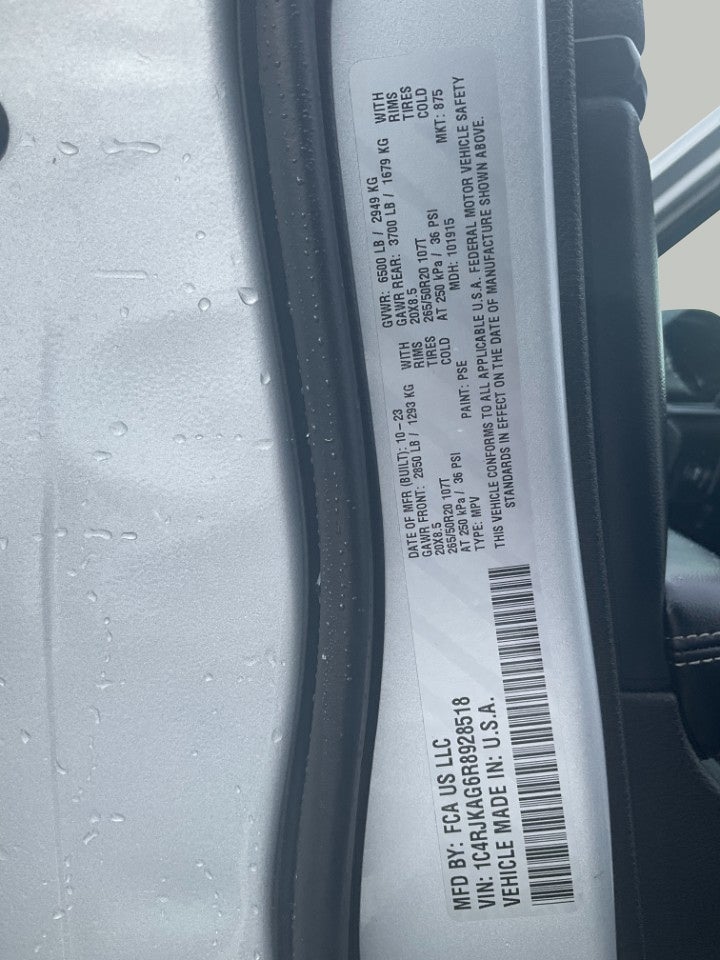 MFD BY: FCA US LLC
VIN: 1C4RJKAG6R8928518
VEHICLE MADE IN: U.S.A.
DATE OF MFR (BUILT): 10-23
GAWR FRONT: 2850 LB / 1293 KG WITH
20X8.5 RIMS
265/50R20 107T TIRES
AT 250 kPa / 36 PSI COLD
TYPE: MPV PAINT: PSE
GVWR: 6500 LB / 2949 KG
GAWR REAR: 3700 LB / 1679 KG WITH
20X8.5 RIMS
265/50R20 107T TIRES
AT 250 kPa / 36 PSI COLD
MDH: 101915 MKT: 875
THIS VEHICLE CONFORMS TO ALL APPLICABLE U.S.A. FEDERAL MOTOR VEHICLE SAFETY
STANDARDS IN EFFECT ON THE DATE OF MANUFACTURE SHOWN ABOVE.